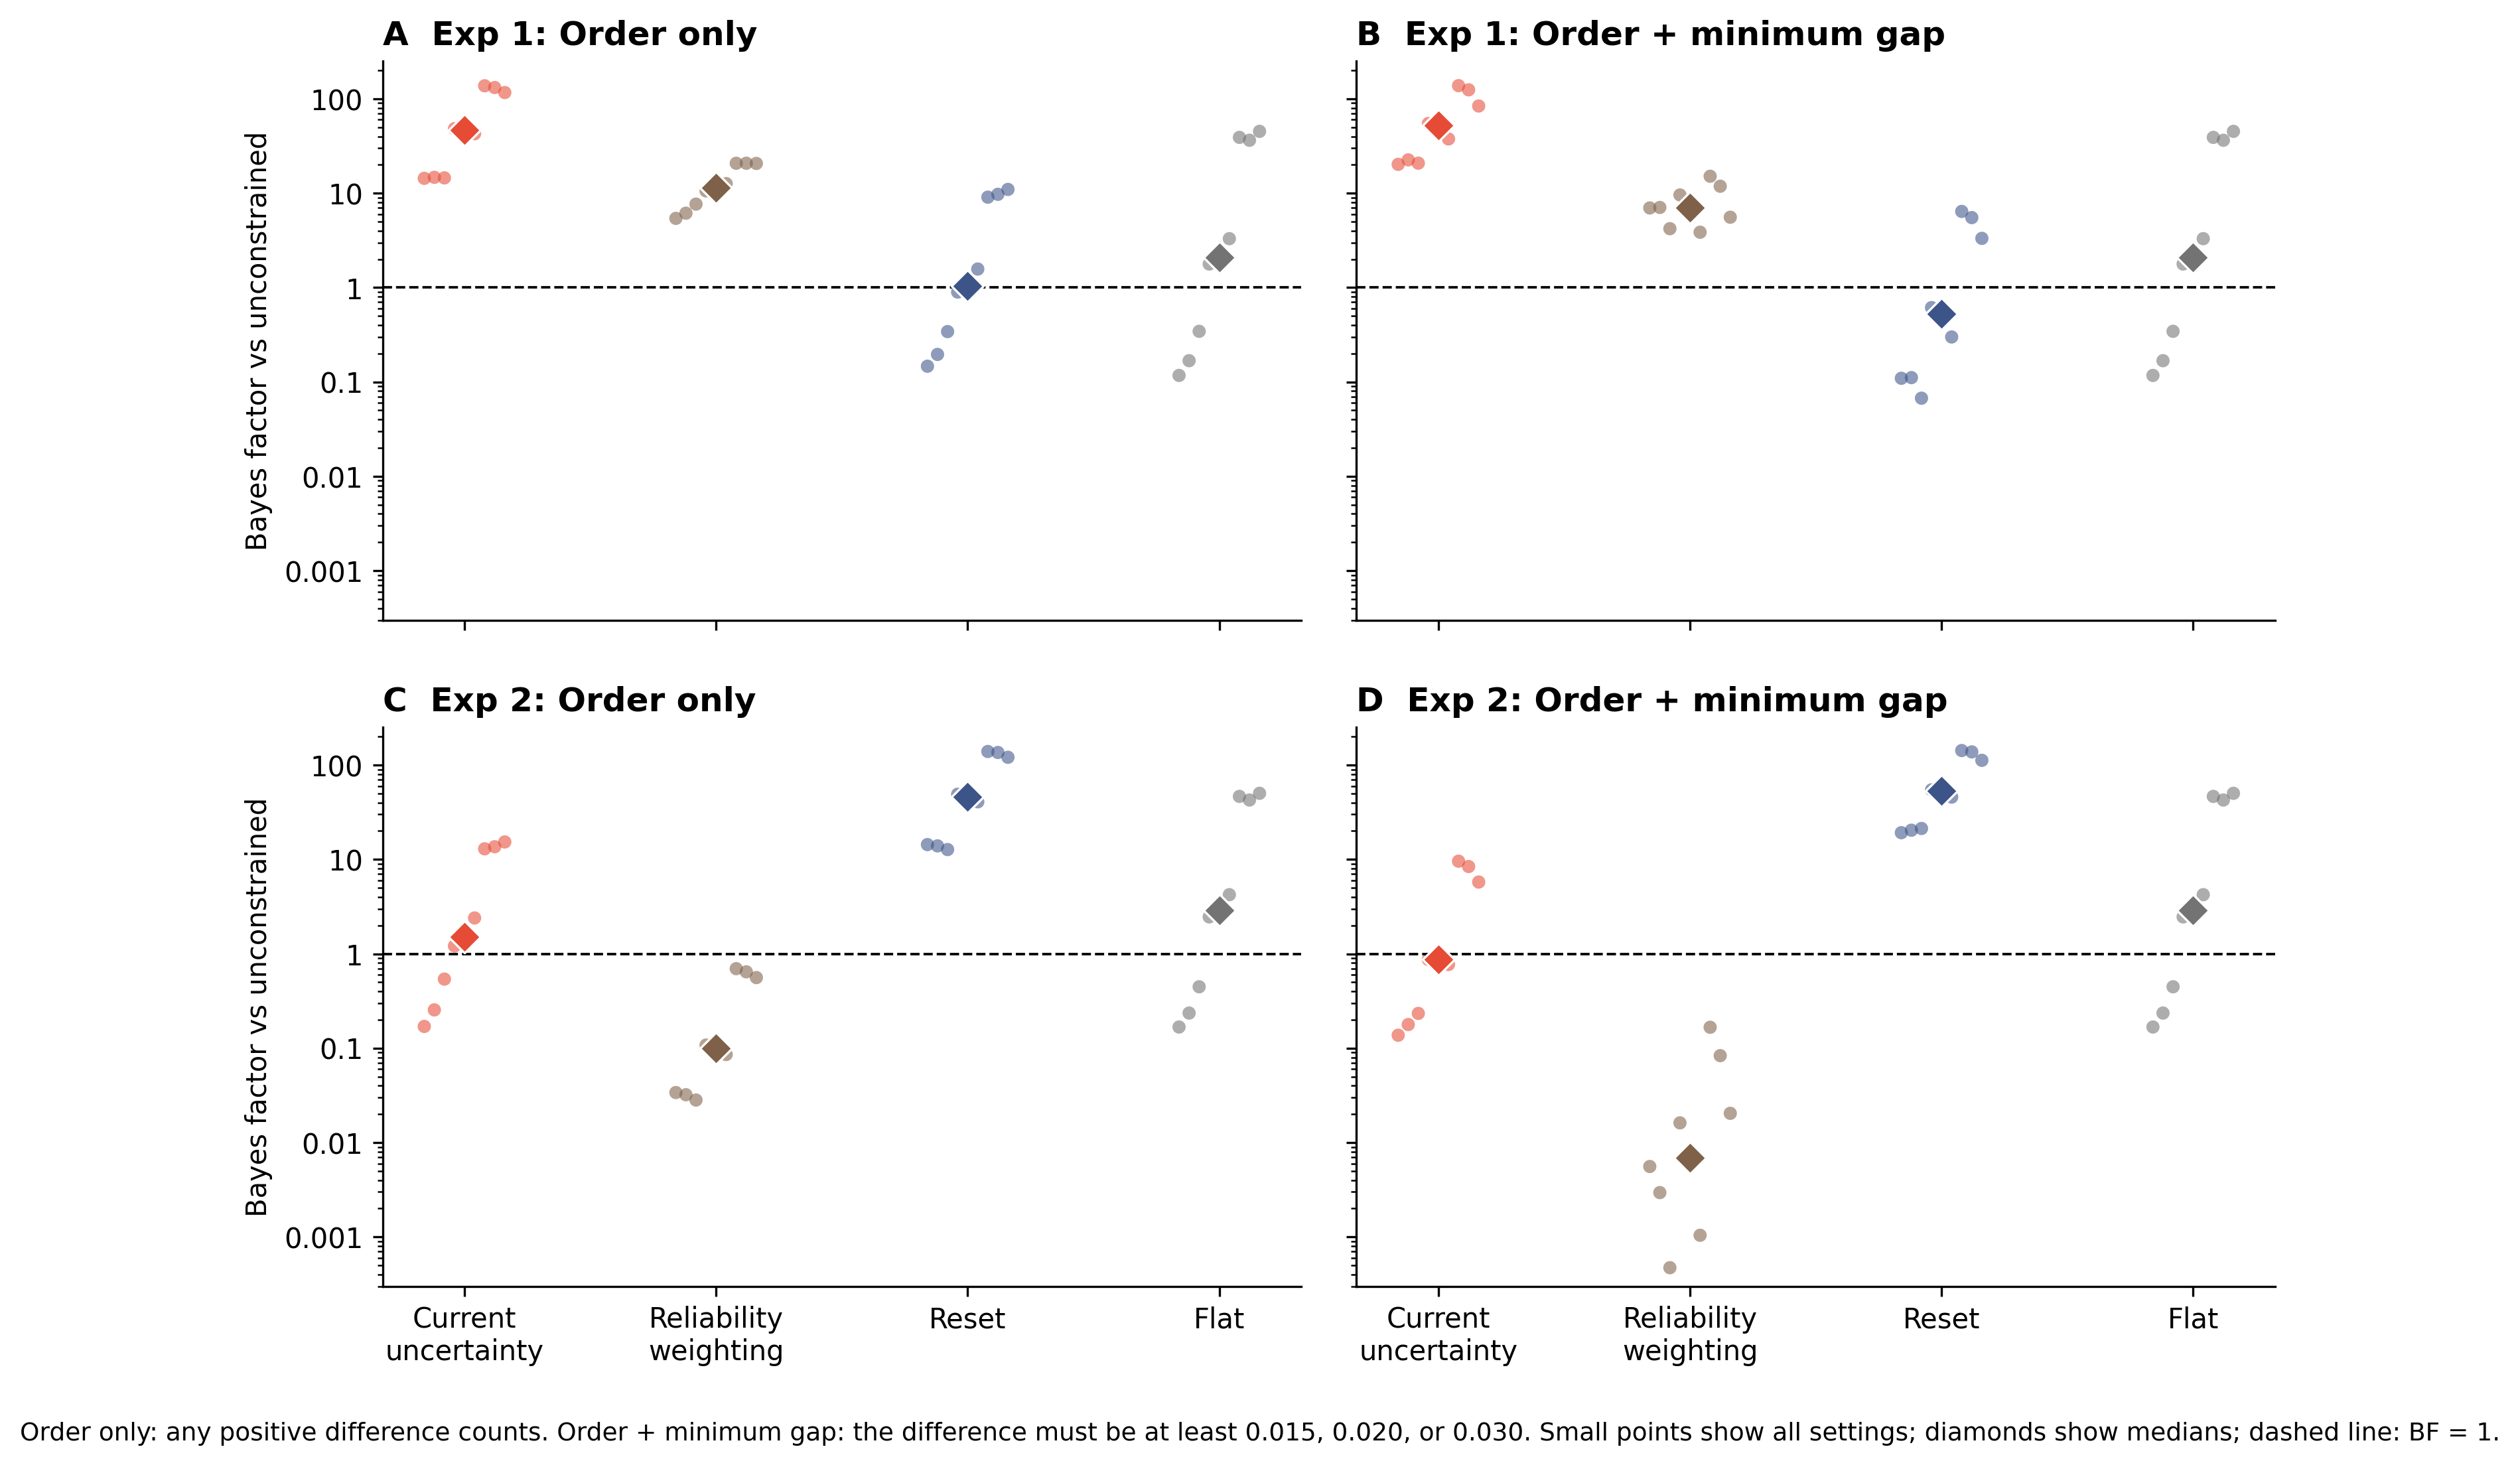 A Exp 1: Order only
B Exp 1: Order + minimum gap
Bayes factor vs unconstrained
100
10
1
0.1
0.01
0.001
C Exp 2: Order only
D Exp 2: Order + minimum gap
Bayes factor vs unconstrained
100
10
1
0.1
0.01
0.001
Current
uncertainty
Reliability
weighting
Reset
Flat
Current
uncertainty
Reliability
weighting
Reset
Flat
Order only: any positive difference counts. Order + minimum gap: the difference must be at least 0.015, 0.020, or 0.030. Small points show all settings; diamonds show medians; dashed line: BF = 1.